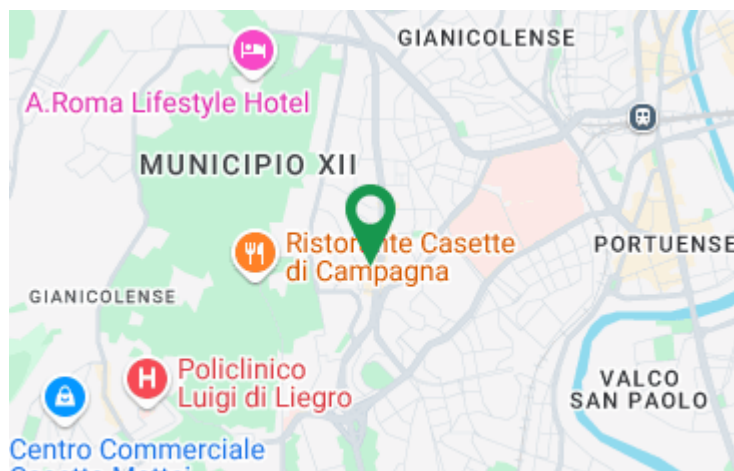 GIANICOLENSE
A.Roma Lifestyle Hotel
MUNICIPIO XII
Ristorante Casette
di Campagna
PORTUENSE
GIANICOLENSE
H
Policlinico
Luigi di Liegro
VALCO
SAN PAOLO
Centro Commerciale